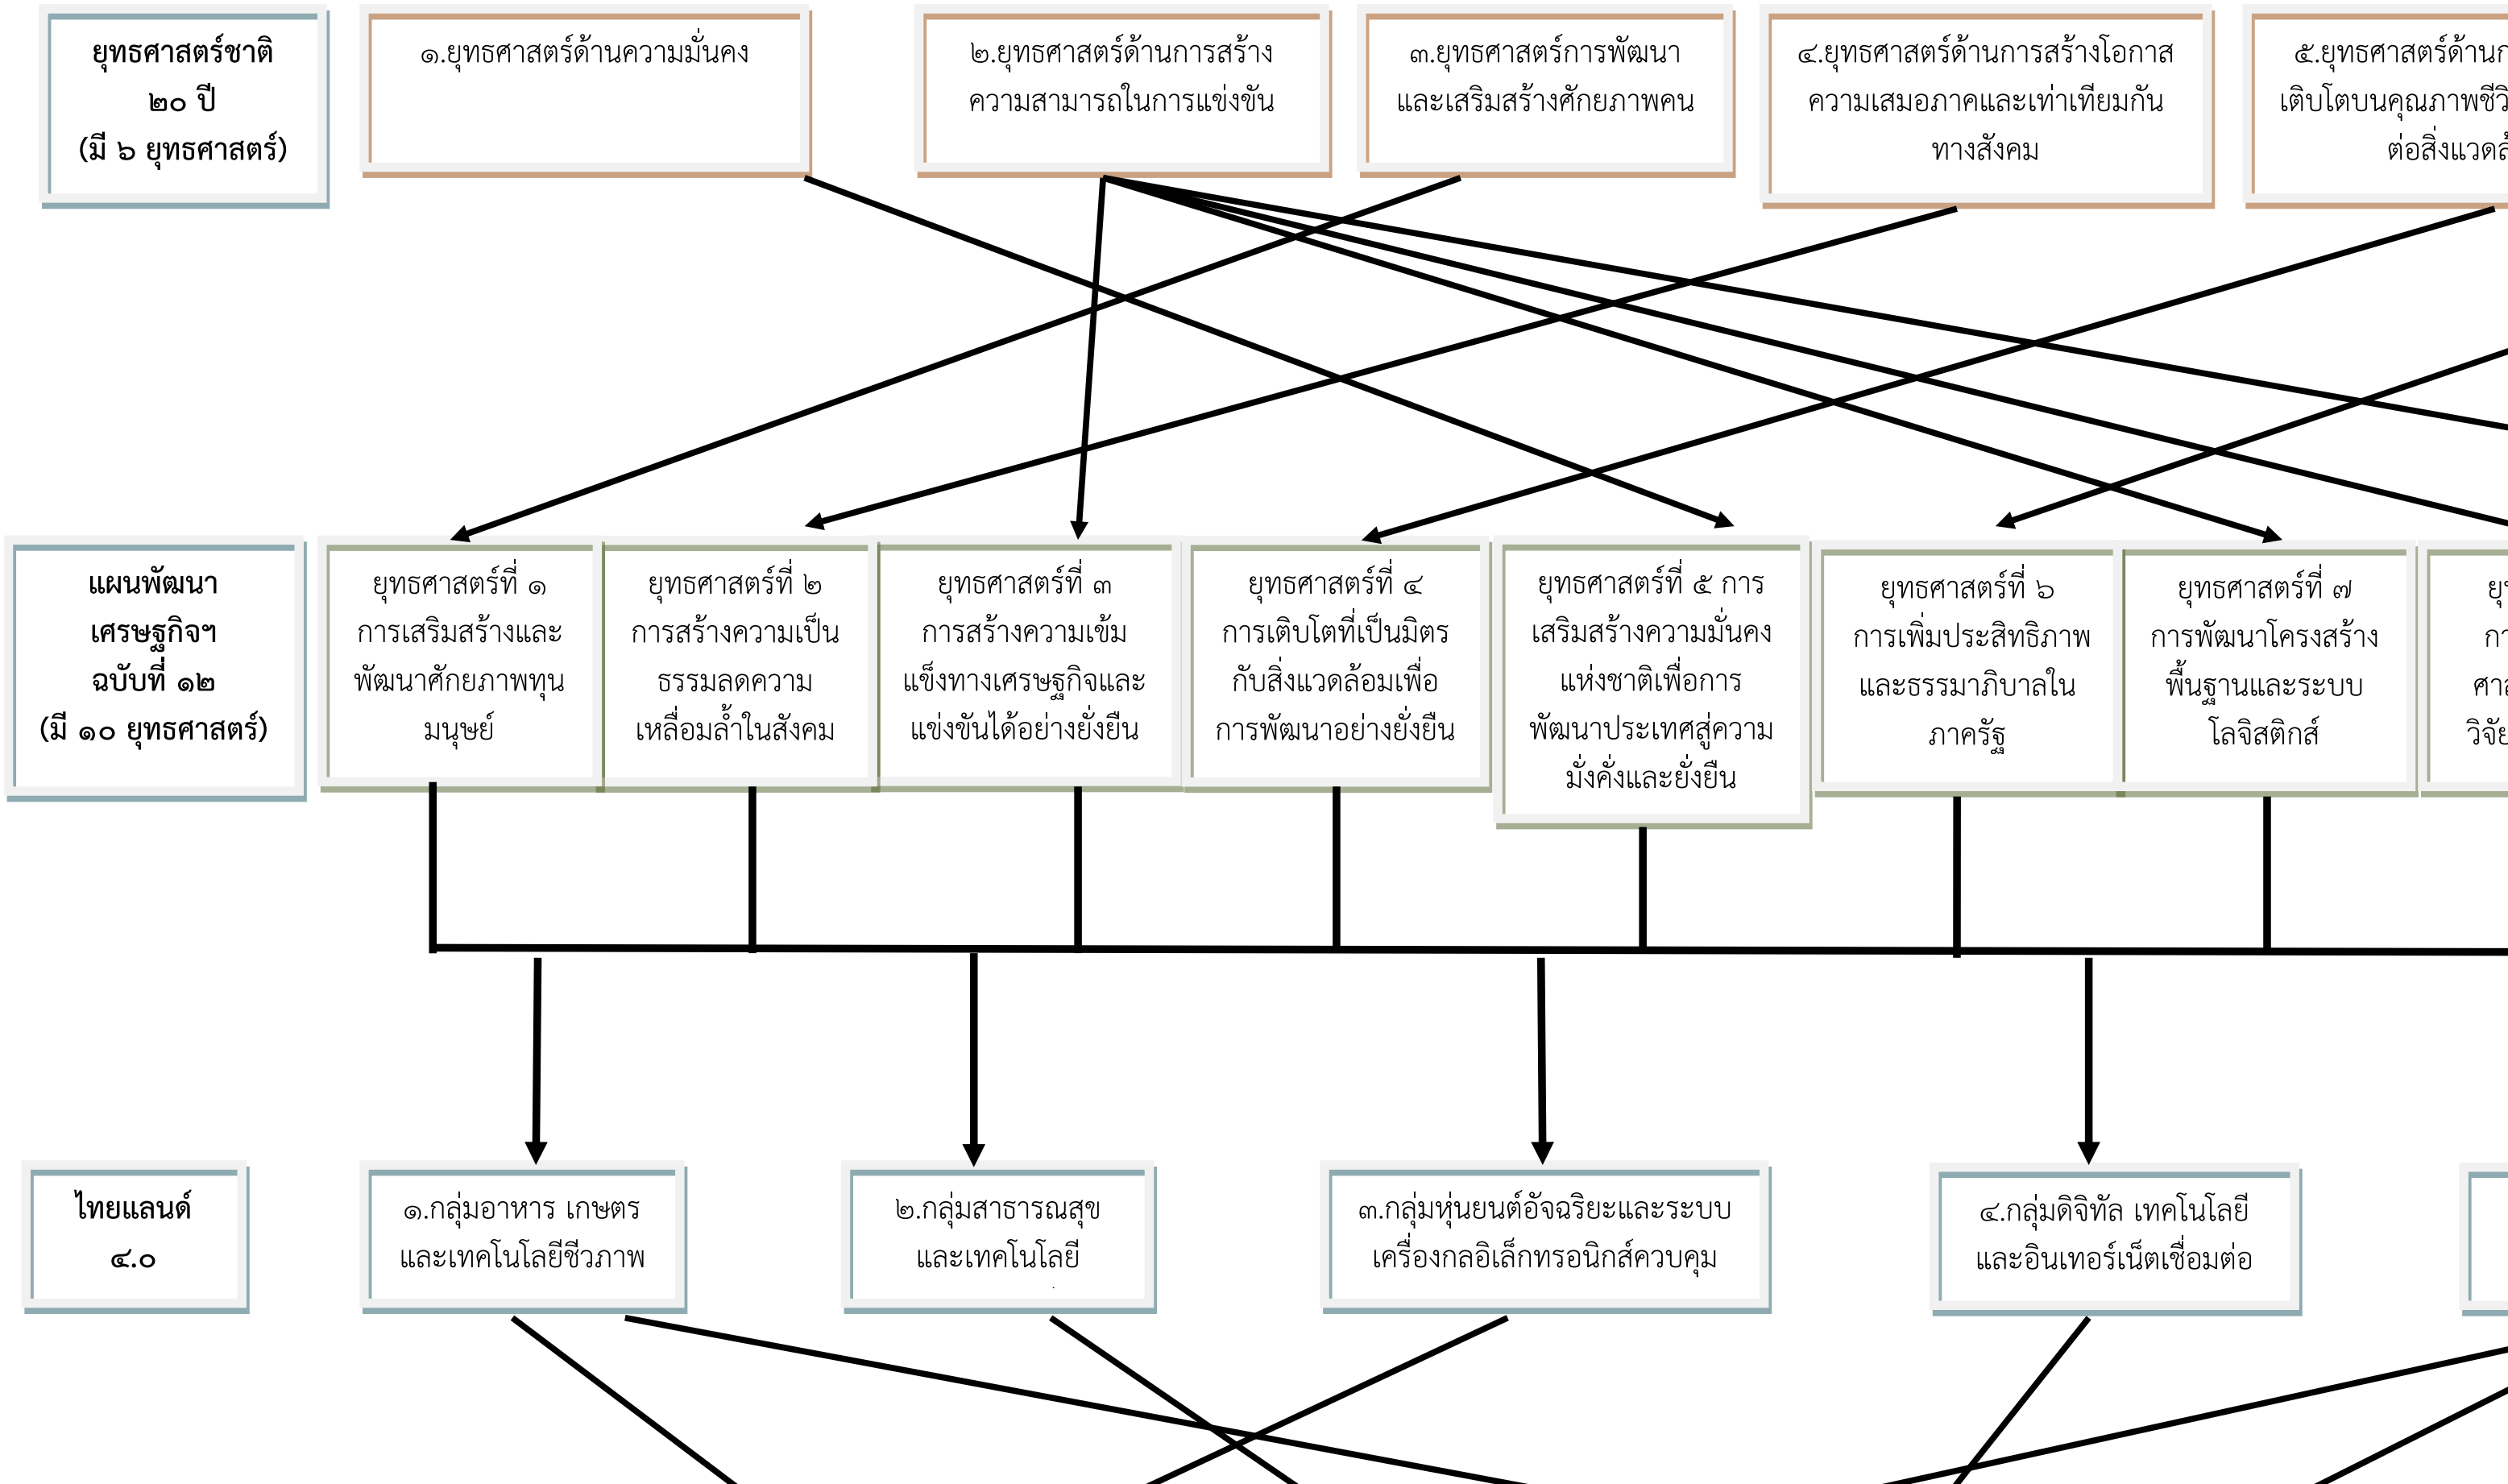 ยุทธศาสตร์ชาติ
๒๐ ปี
(มี ๖ ยุทธศาสตร์)
๑.ยุทธศาสตร์ด้านความมั่นคง
๒.ยุทธศาสตร์ด้านการสร้าง
ความสามารถในการแข่งขัน
๓.ยุทธศาสตร์การพัฒนา
และเสริมสร้างศักยภาพคน
๔.ยุทธศาสตร์ด้านการสร้างโอกาส
ความเสมอภาคและเท่าเทียมกัน
ทางสังคม
๕.ยุทธศาสตร์ด้าน
เติบโตบนคุณภาพ
ต่อ
แผนพัฒนา
เศรษฐกิจฯ
ฉบับที่ ๑๒
(มี ๑๐ ยุทธศาสตร์)
ยุทธศาสตร์ที่ ๑
การเสริมสร้างและ
พัฒนาศักยภาพทุน
มนุษย์
ยุทธศาสตร์ที่ ๒
การสร้างความเป็น
ธรรมลดความ
เหลื่อมล้ำในสังคม
ยุทธศาสตร์ที่ ๓
การสร้างความเข้ม
แข็งทางเศรษฐกิจและ
แข่งขันได้อย่างยั่งยืน
ยุทธศาสตร์ที่ ๔
การเติบโตที่เป็นมิตร
กับสิ่งแวดล้อมเพื่อ
การพัฒนาอย่างยั่งยืน
ยุทธศาสตร์ที่ ๕ การ
เสริมสร้างความมั่นคง
แห่งชาติเพื่อการ
พัฒนาประเทศสู่ความ
มั่งคั่งและยั่งยืน
ยุทธศาสตร์ที่ ๖
การเพิ่มประสิทธิภาพ
และธรรมาภิบาลใน
ภาครัฐ
ยุทธศาสตร์ที่ ๗
การพัฒนาโครงสร้าง
พื้นฐานและระบบ
โลจิสติกส์
ไทยแลนด์
๔.๐
๑.กลุ่มอาหาร เกษตร
และเทคโนโลยีชีวภาพ
๒.กลุ่มสาธารณสุข
และเทคโนโลยี
๓.กลุ่มหุ่นยนต์อัจฉริยะและระบบ
เครื่องกลอิเล็กทรอนิกส์ควบคุม
๔.กลุ่มดิจิทัล เทคโนโลยี
และอินเทอร์เน็ตเชื่อมต่อ